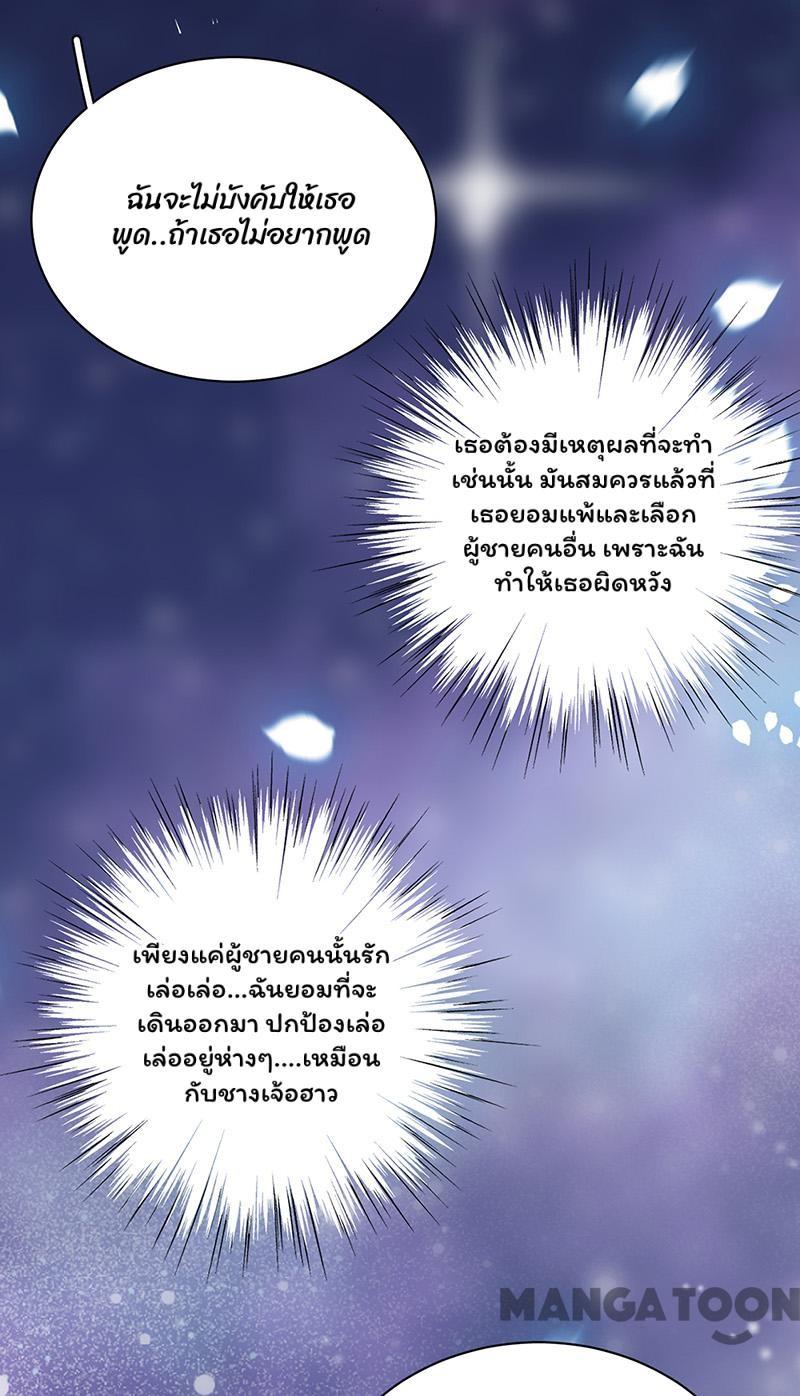 ฉันจะไม่บังคับให้เธอ
พูด..ถ้าเธอไม่อยากพูด
เธอต้องมีเหตุผลที่จะทำ
เช่นนั้น มันสมควรแล้วที่
เธอยอมแพ้และเลือก
ผู้ชายคนอื่น เพราะฉัน
ทำให้เธอผิดหวัง
เพียงแค่ผู้ชายคนนั้นรัก
เล่อเล่อ...ฉันยอมที่จะ
เดินออกมา ปกป้องเล่อ
เล่ออยู่ห่างๆ....เหมือน
กับชางเจ้อฮาว
MANGA TOON